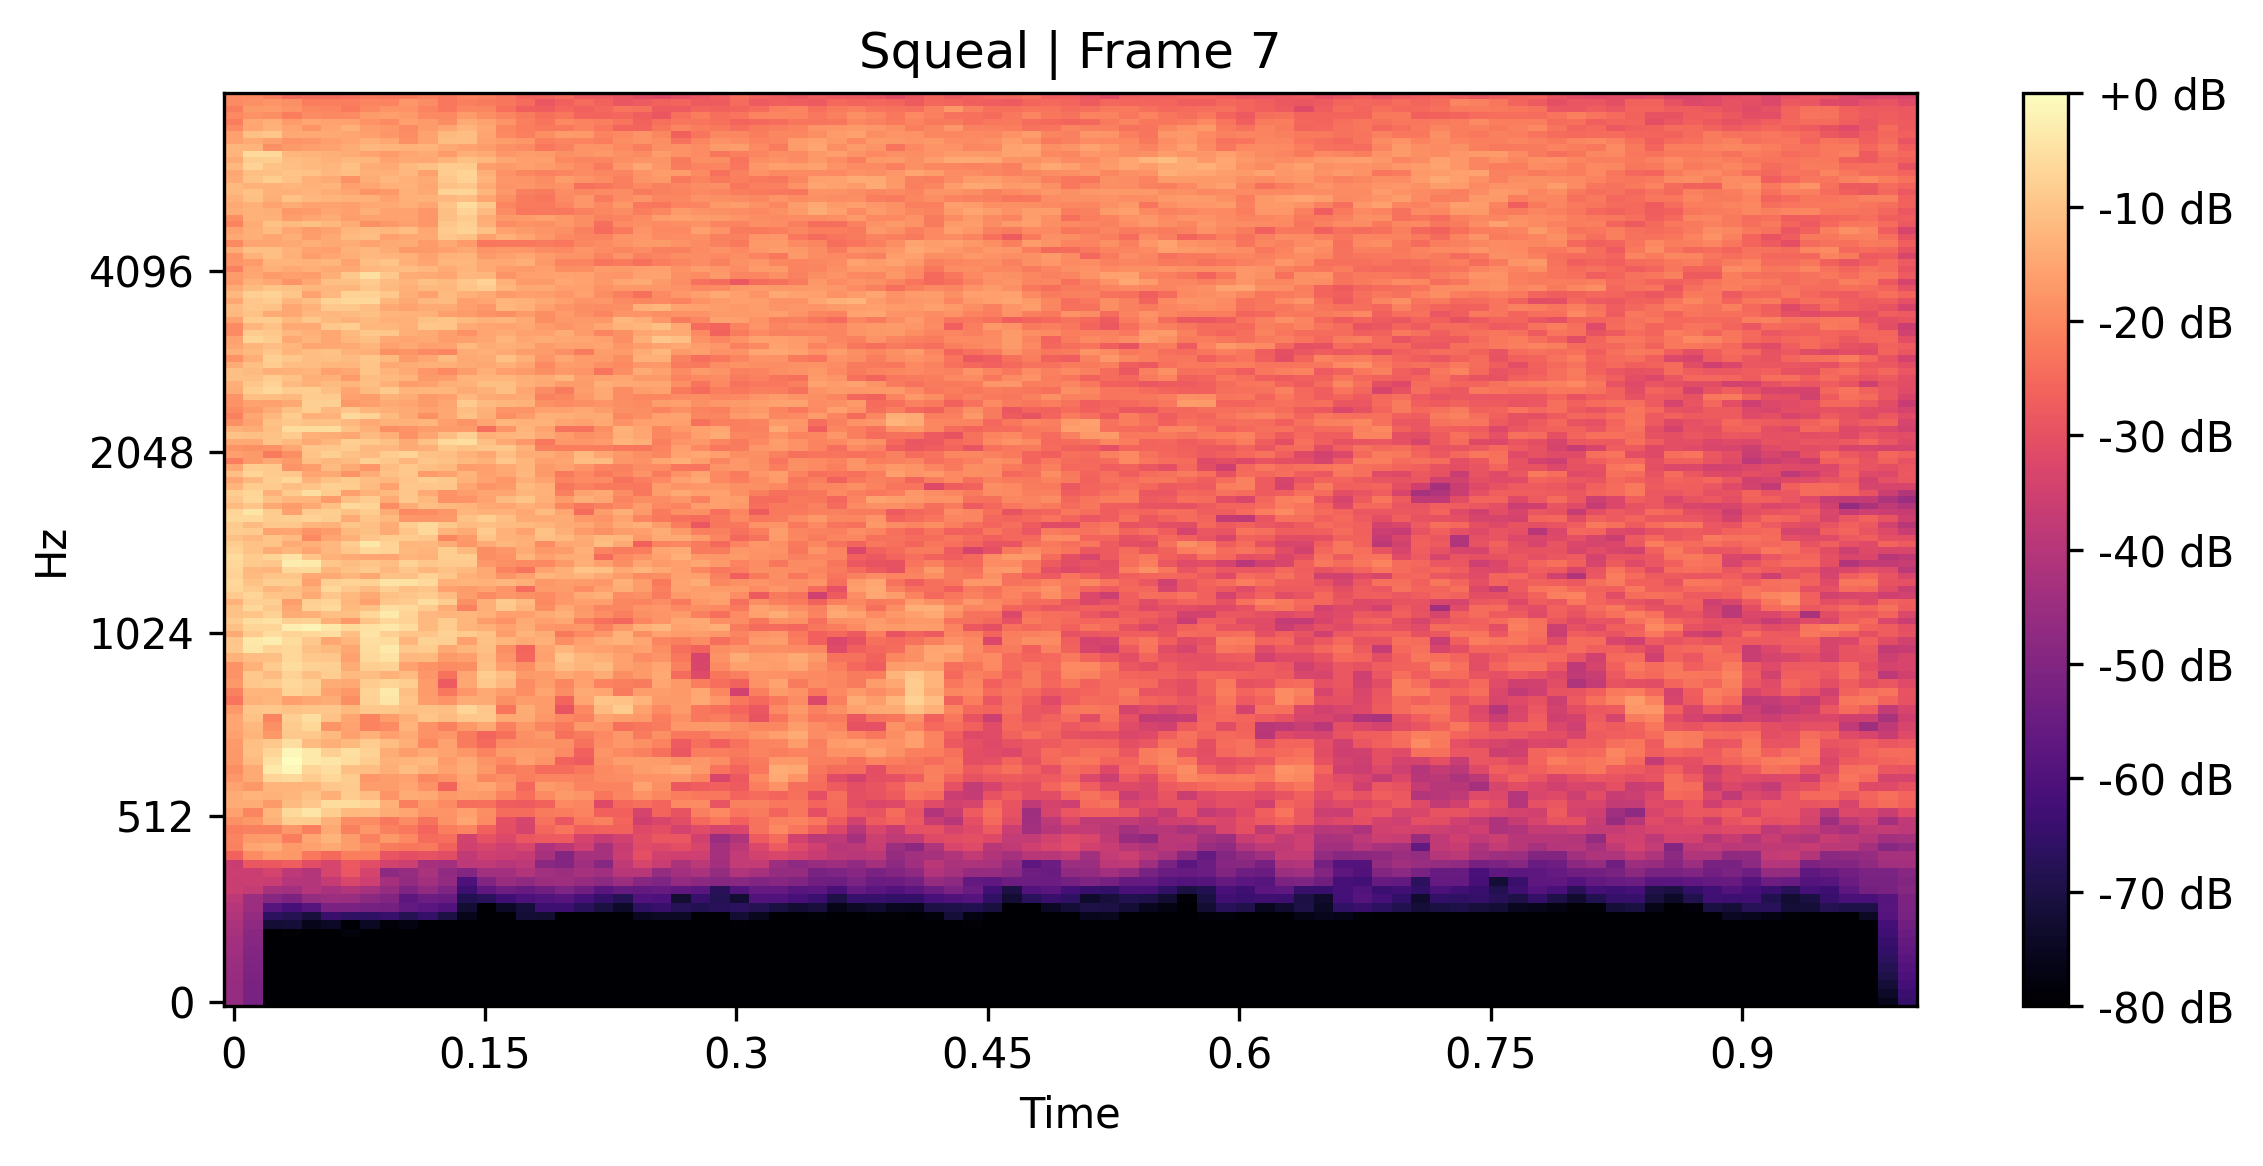 Squeal | Frame 7
+0 dB
-10 dB
-20 dB
-30 dB
-40 dB
-50 dB
-60 dB
-70 dB
-80 dB
4096
2048
1024
512
0
Hz
0 0.15 0.3 0.45 0.6 0.75 0.9
Time